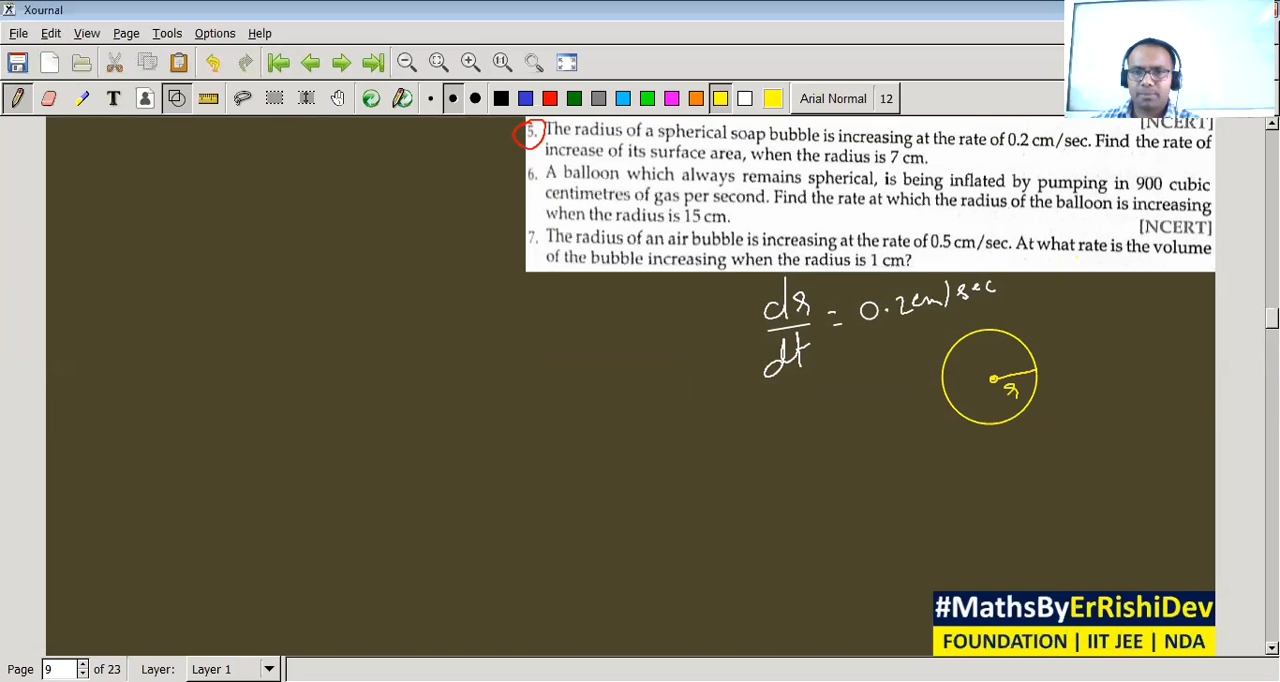 Xournal
File Edit View Page Tools Options Help
Arial Normal 12
[NCERT]
5. The radius of a spherical soap bubble is increasing at the rate of 0.2 cm/sec. Find the rate of
increase of its surface area, when the radius is 7 cm.
6. A balloon which always remains spherical, is being inflated by pumping in 900 cubic
centimetres of gas per second. Find the rate at which the radius of the balloon is increasing
when the radius is 15 cm. [NCERT]
7. The radius of an air bubble is increasing at the rate of 0.5 cm/sec. At what rate is the volume
of the bubble increasing when the radius is 1 cm?
dr/dt = 0.2cm/sec
r
#MathsByErRishiDev
FOUNDATION | IIT JEE | NDA
Page 9 of 23 Layer: Layer 1